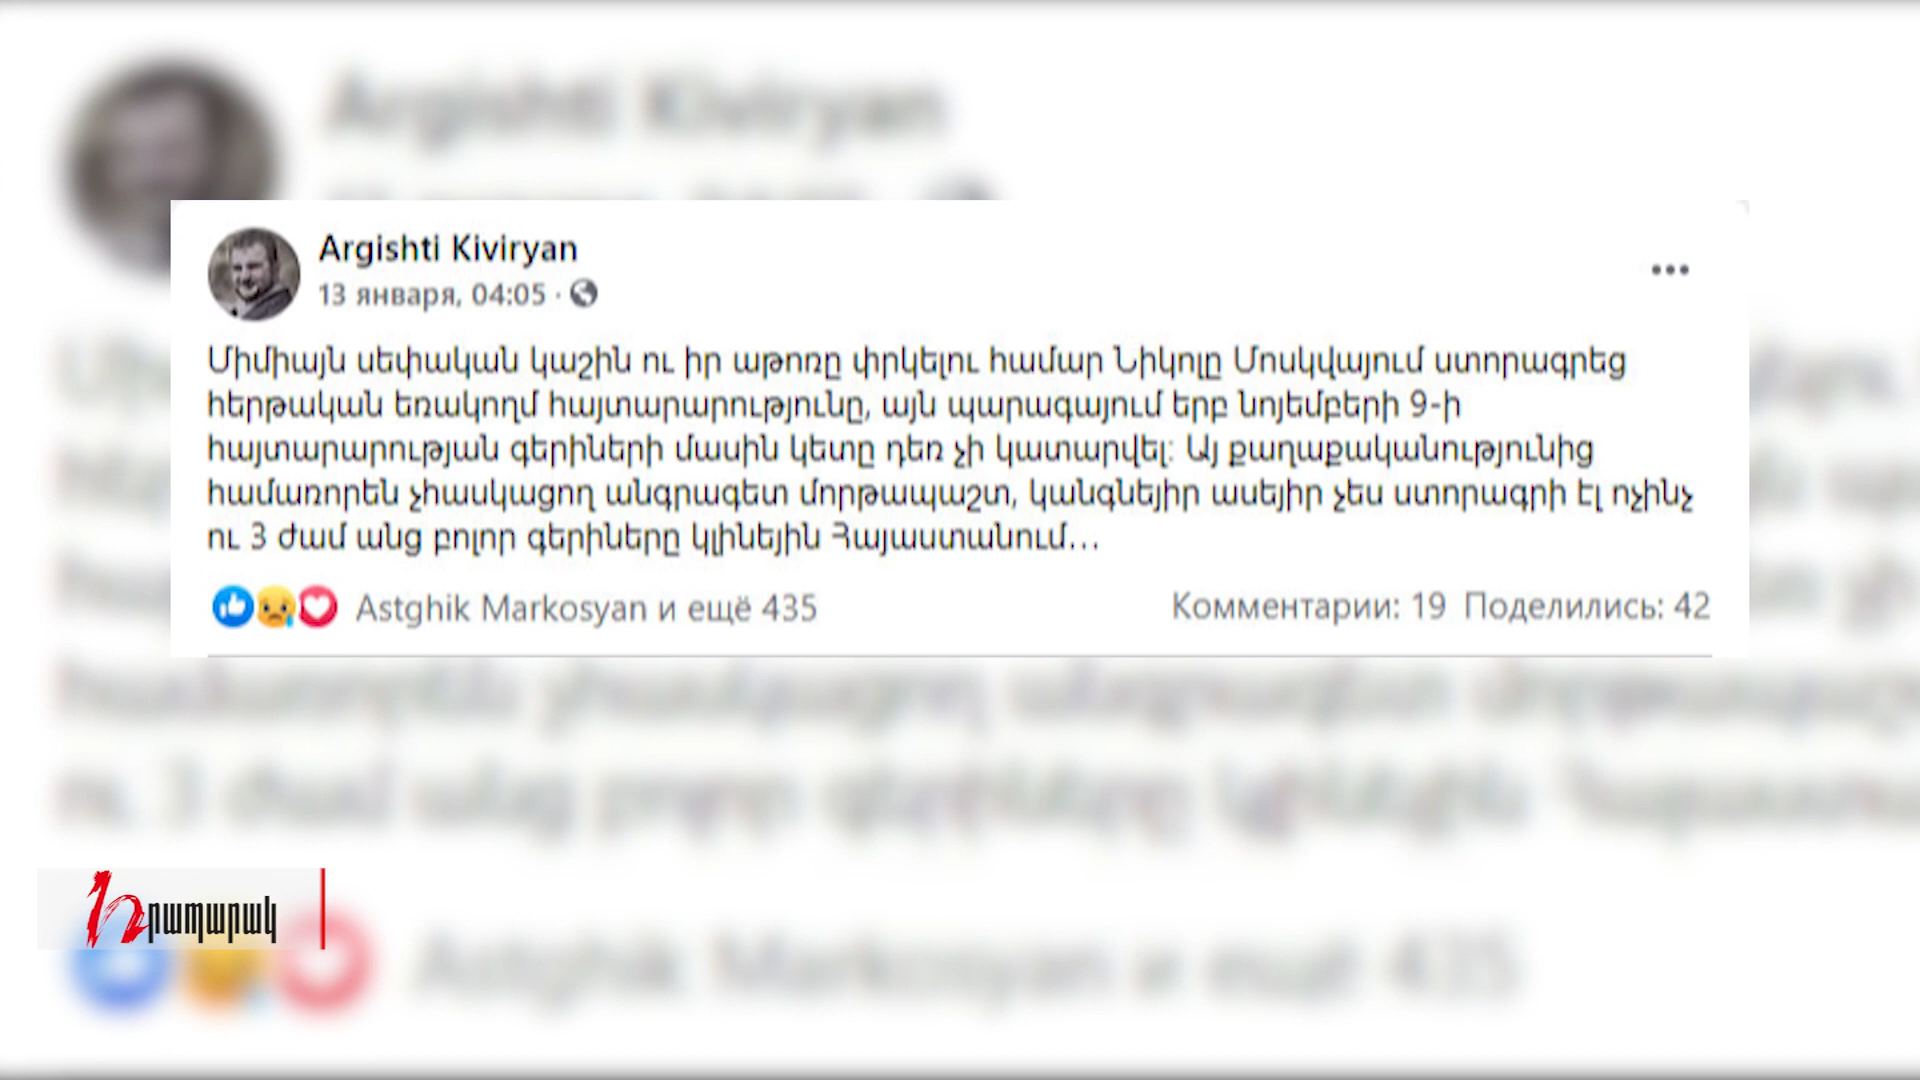 Argishti Kiviryan
13 января, 04:05 ·
Միմիայն սեփական կաշին ու իր աթոռը փրկելու համար Նիկոլը Մոսկվայում ստորագրեց
հերթական եռակողմ հայտարարությունը, այն պարագայում երբ նոյեմբերի 9-ի
հայտարարության գերիների մասին կետը դեռ չի կատարվել։ Այ քաղաքականությունից
համառորեն չհասկացող անգրագետ մորթապաշտ, կանգնեյիր ասեյիր չես ստորագրի էլ ոչինչ
ու 3 ժամ անց բոլոր գերիները կլինեյին Հայաստանում…
Astghik Markosyan и ещё 435
Комментарии: 19 Поделились: 42
Հրապարակ